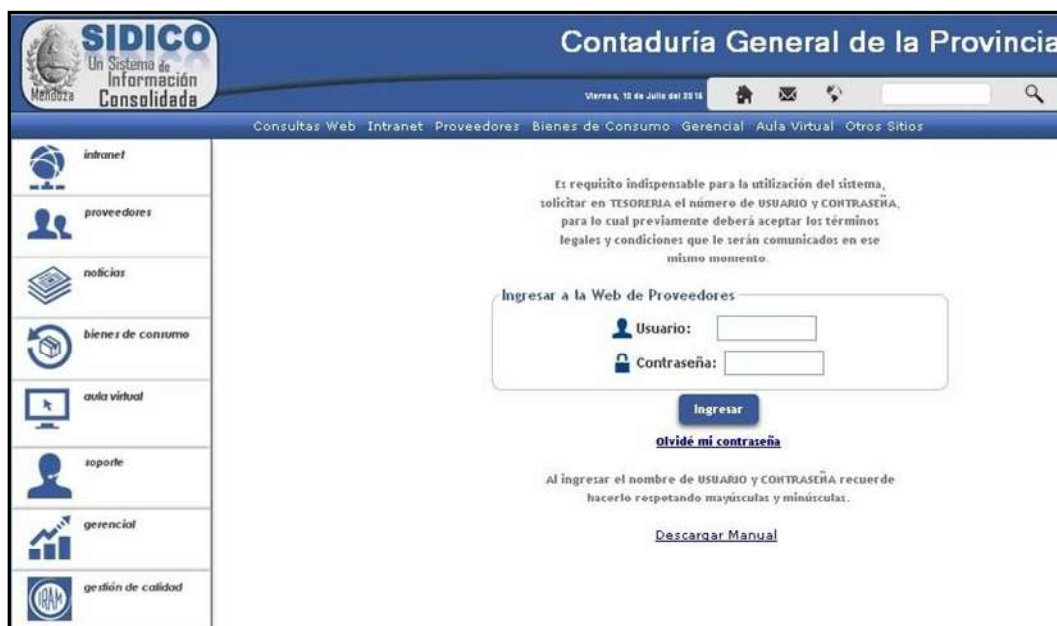 SIDICO
Un Sistema de
Información
Consolidada
Mendoza
Contaduría General de la Provincia
Viernes, 10 de Julio del 2015
Consultas Web Intranet Proveedores Bienes de Consumo Gerencial Aula Virtual Otros Sitios
intranet
proveedores
noticias
bienes de consumo
aula virtual
soporte
gerencial
IRAM
gestión de calidad
Es requisito indispensable para la utilización del sistema,
solicitar en TESORERIA el número de USUARIO y CONTRASEÑA,
para lo cual previamente deberá aceptar los términos
legales y condiciones que le serán comunicados en ese
mismo momento.
Ingresar a la Web de Proveedores
Usuario:
Contraseña:
Ingresar
Olvidé mi contraseña
Al ingresar el nombre de USUARIO y CONTRASEÑA recuerde
hacerlo respetando mayúsculas y minúsculas.
Descargar Manual